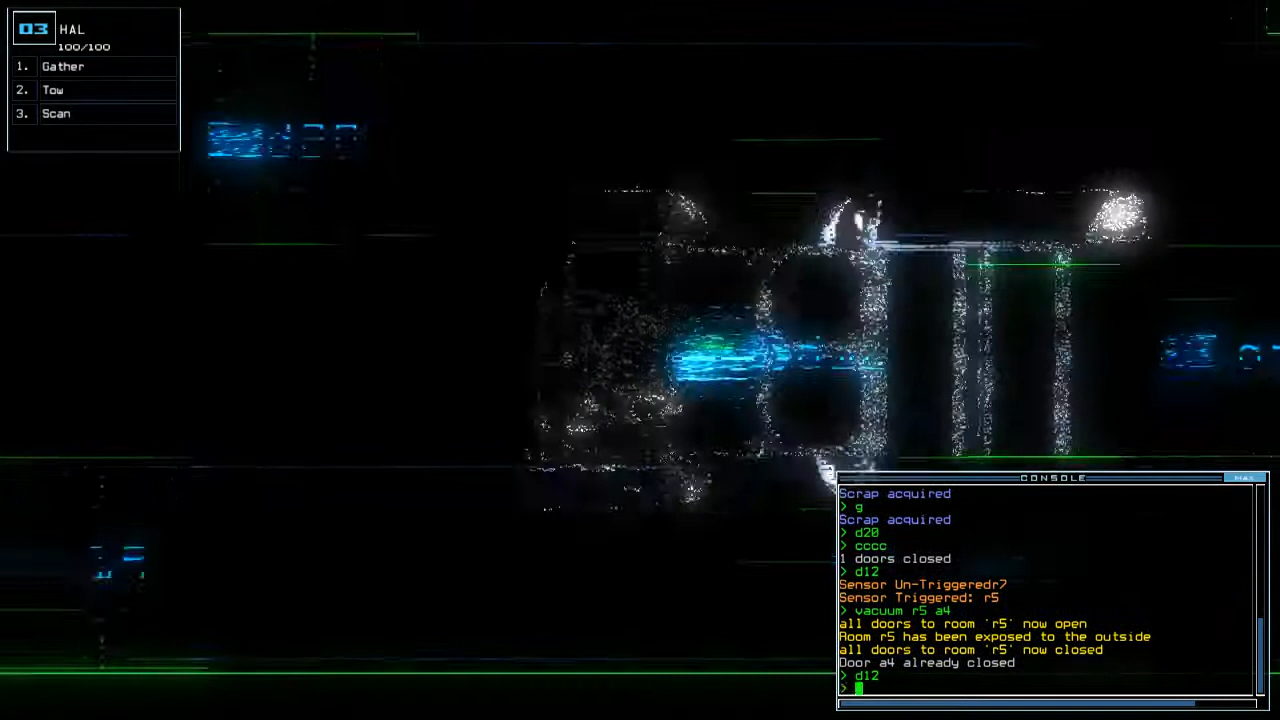 03 HAL
100/100
1. Gather
2. Tow
3. Scan
CONSOLE
MAX
Scrap acquired
> g
Scrap acquired
> d20
> cccc
1 doors closed
> d12
Sensor Un-Triggeredr7
Sensor Triggered: r5
> vacuum r5 a4
all doors to room `r5` now open
Room r5 has been exposed to the outside
all doors to room `r5` now closed
Door a4 already closed
> d12
>